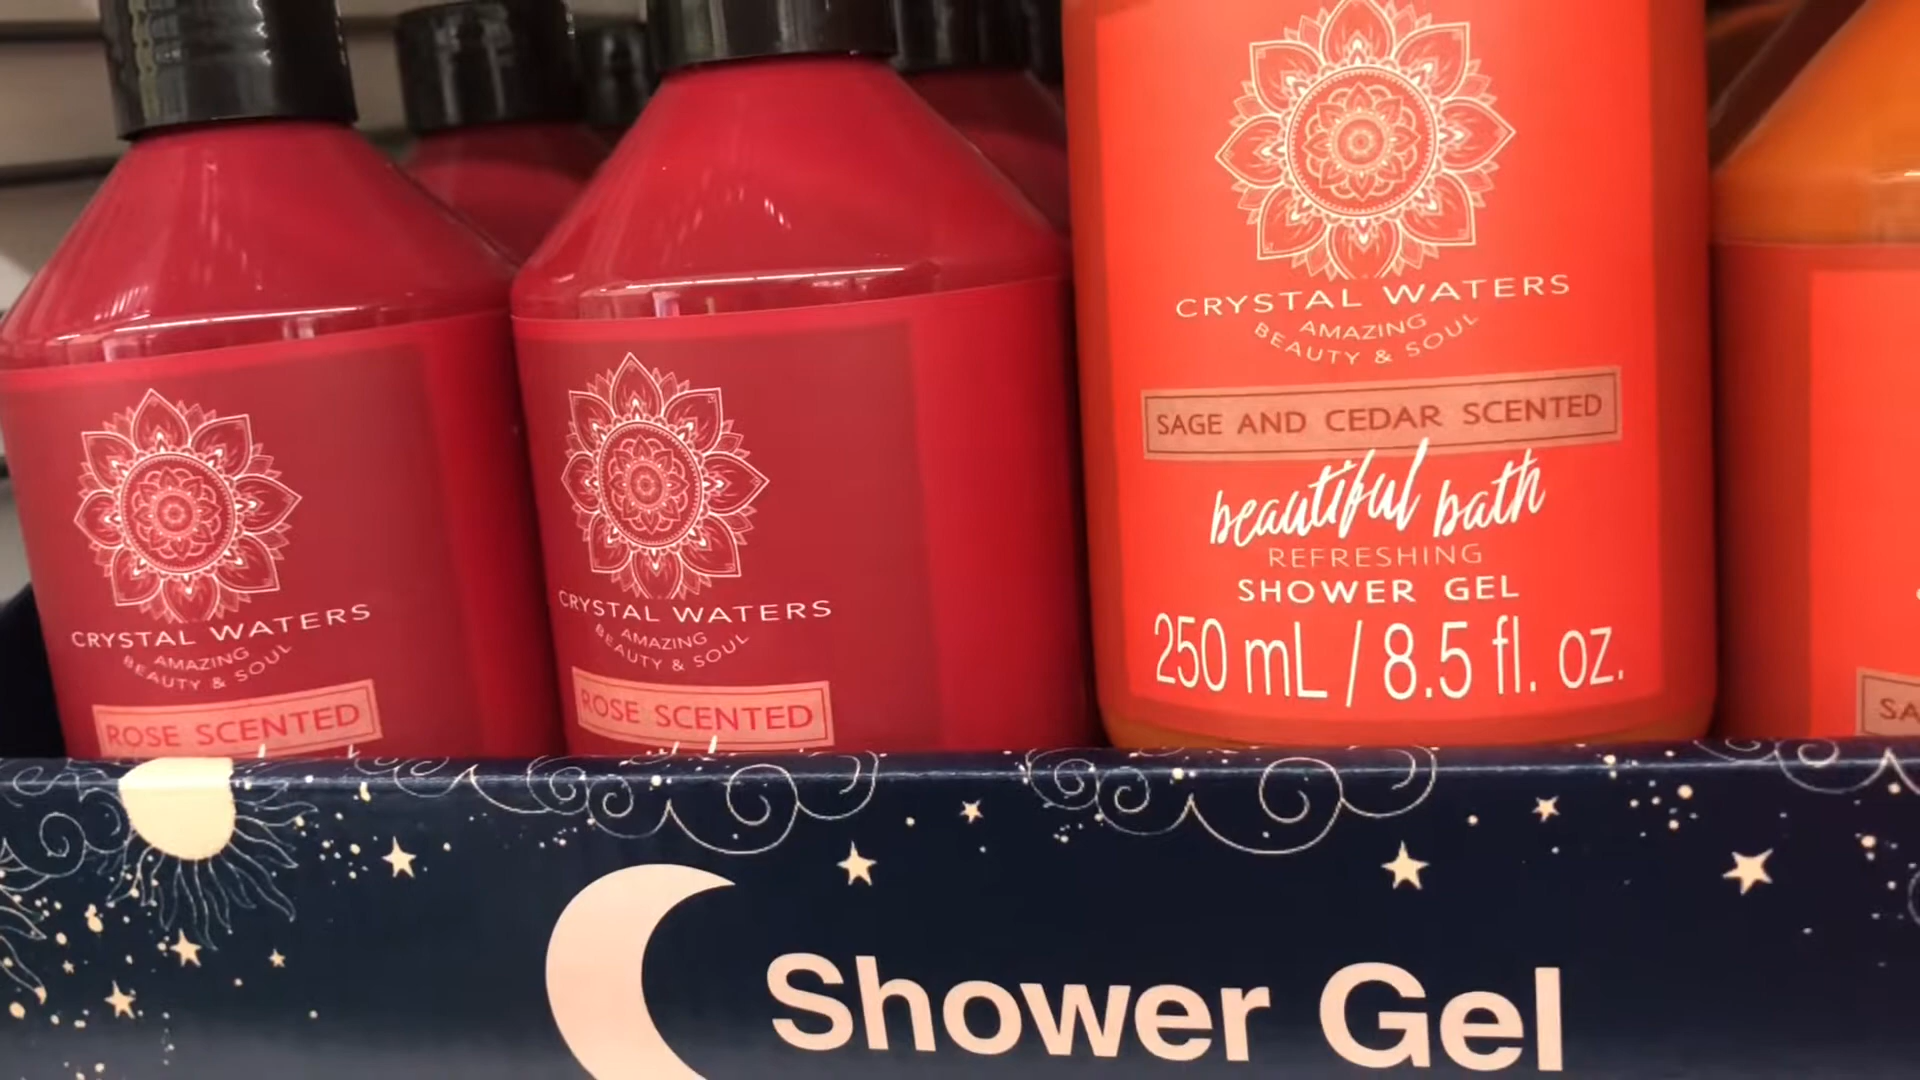 CRYSTAL WATERS
AMAZING
BEAUTY & SOUL
ROSE SCENTED
CRYSTAL WATERS
AMAZING
BEAUTY & SOUL
ROSE SCENTED
CRYSTAL WATERS
AMAZING
BEAUTY & SOUL
SAGE AND CEDAR SCENTED
beautiful bath
REFRESHING
SHOWER GEL
250 mL / 8.5 fl. oz.
SA
Shower Gel